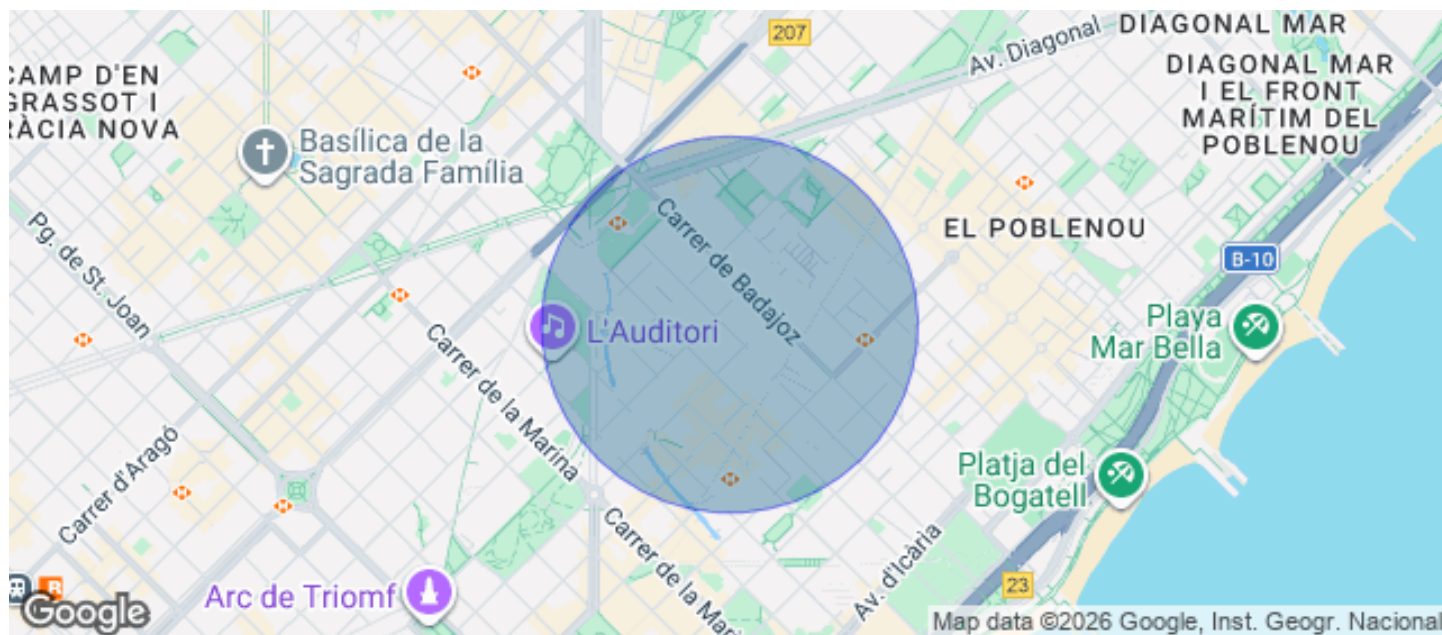 207
Av. Diagonal
DIAGONAL MAR
DIAGONAL MAR
I EL FRONT
MARÍTIM DEL
POBLENOU
CAMP D'EN
GRASSOT I
RÀCIA NOVA
Basílica de la
Sagrada Família
Carrer de Badajoz
EL POBLENOU
Pg. de St. Joan
B-10
L'Auditori
Playa
Mar Bella
Carrer de la Marina
Carrer d'Aragó
Platja del
Bogatell
Carrer de la Mari
Av. d'Icària
23
Arc de Triomf
R
Google
Map data ©2026 Google, Inst. Geogr. Nacional